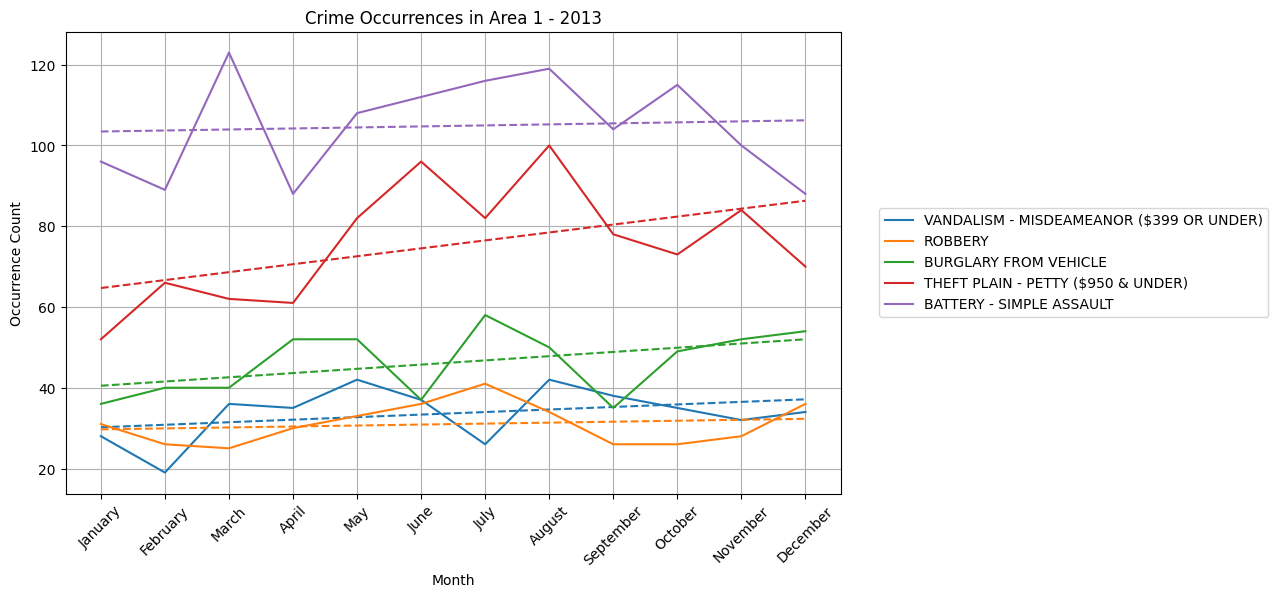 Crime Occurrences in Area 1 - 2013
Occurrence Count
120
100
80
60
40
20
January
February
March
April
May
June
July
August
September
October
November
December
Month
VANDALISM - MISDEAMEANOR ($399 OR UNDER)
ROBBERY
BURGLARY FROM VEHICLE
THEFT PLAIN - PETTY ($950 & UNDER)
BATTERY - SIMPLE ASSAULT